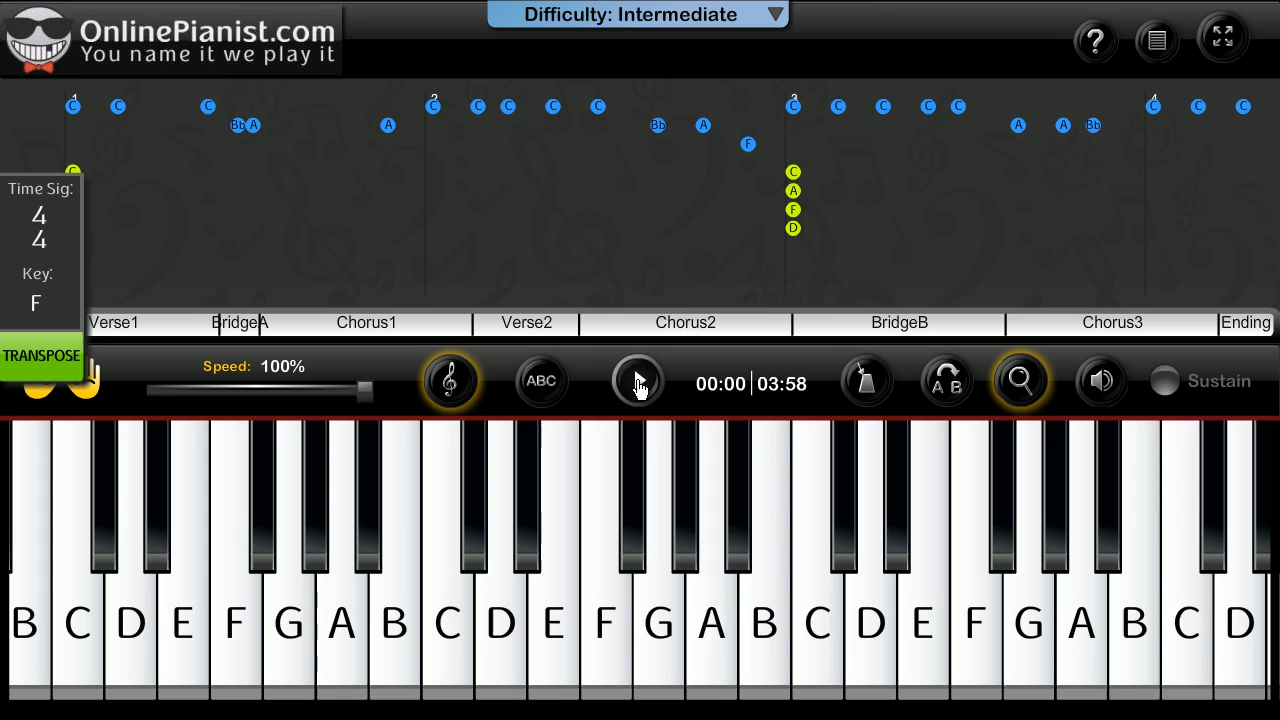 OnlinePianist.com
You name it we play it
Difficulty: Intermediate
?
1 2 3 4
C C C C C C C C C C C C C C C C
Bb A A Bb A A A Bb
F
C C
A
F
D
Time Sig:
4
4
Key:
F
TRANSPOSE
Verse1 BridgeA Chorus1 Verse2 Chorus2 BridgeB Chorus3 Ending
Speed: 100%
ABC
00:00 03:58
A B
Sustain
B C D E F G A B C D E F G A B C D E F G A B C D